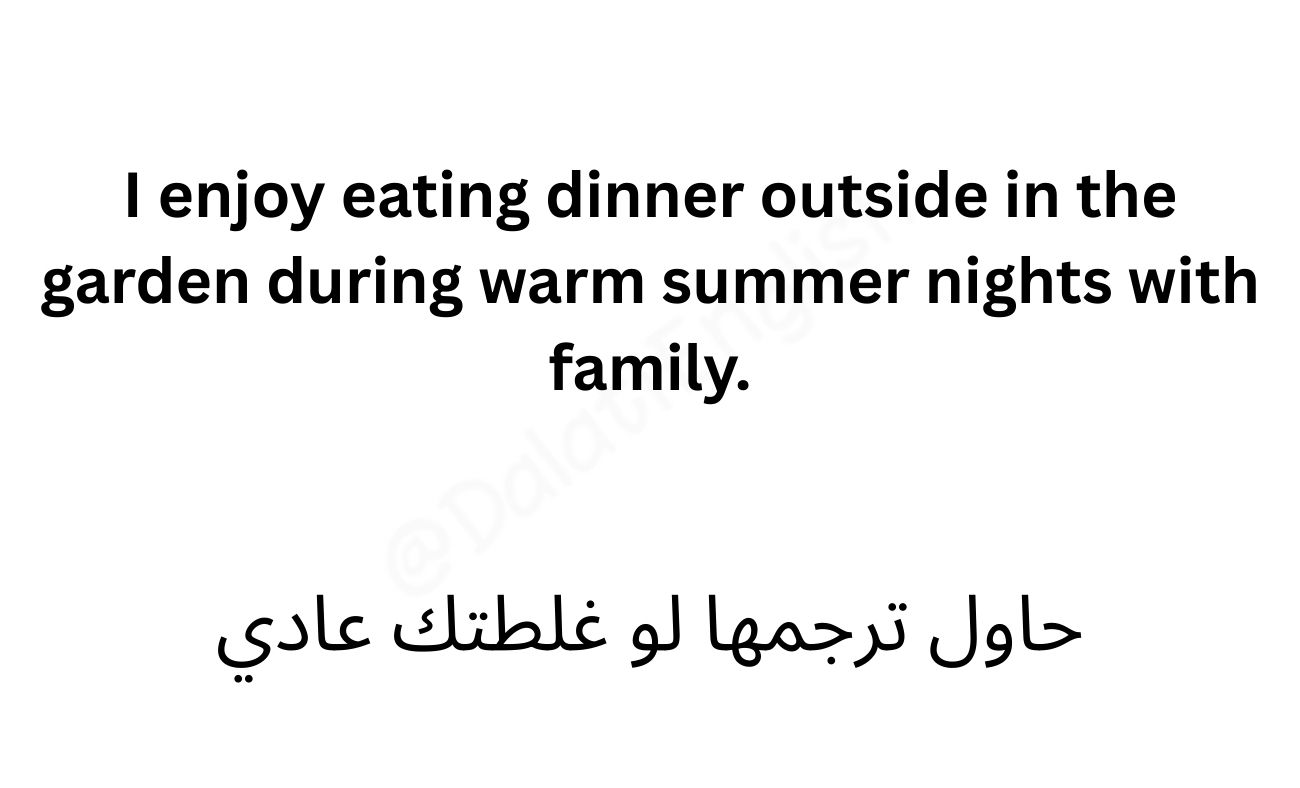 I enjoy eating dinner outside in the
garden during warm summer nights with
family.
@DalatEnglish
حاول ترجمها لو غلطتك عادي